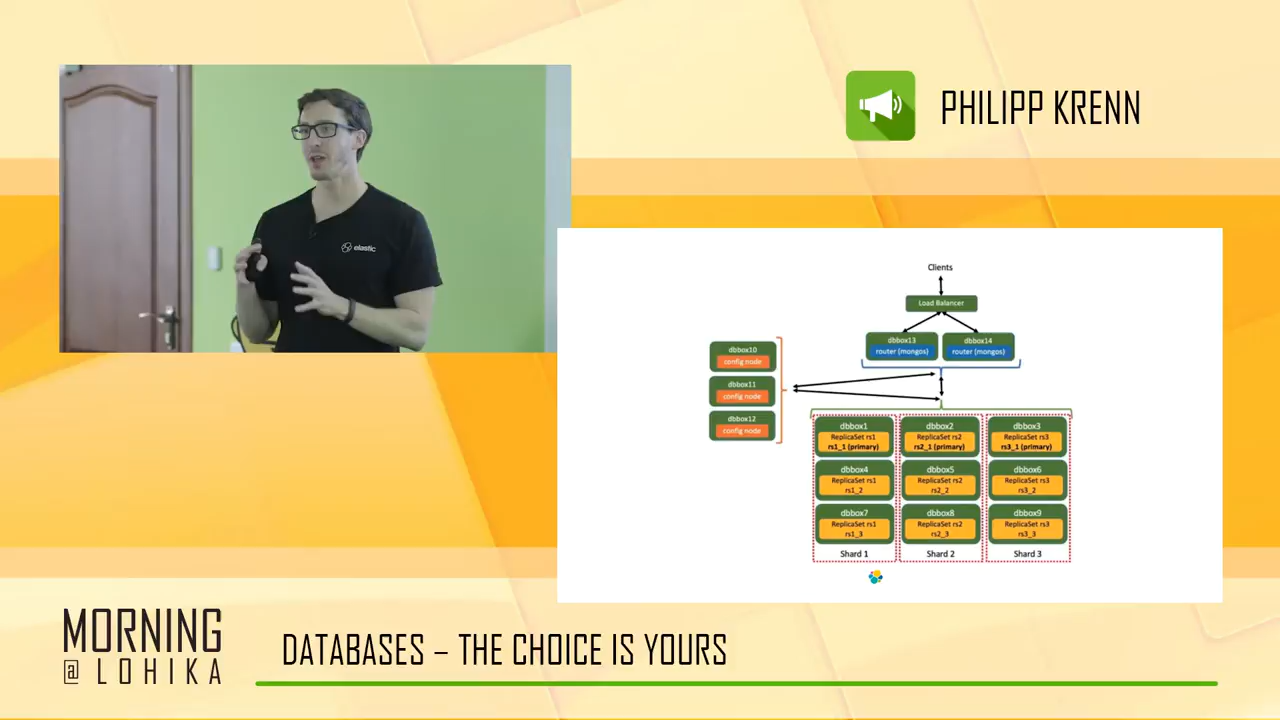 PHILIPP KRENN
elastic
Clients
Load Balancer
dbbox13
router (mongos)
dbbox14
router (mongos)
dbbox10
config node
dbbox11
config node
dbbox12
config node
dbbox1
ReplicaSet rs1
rs1_1 (primary)
dbbox2
ReplicaSet rs2
rs2_1 (primary)
dbbox3
ReplicaSet rs3
rs3_1 (primary)
dbbox4
ReplicaSet rs1
rs1_2
dbbox5
ReplicaSet rs2
rs2_2
dbbox6
ReplicaSet rs3
rs3_2
dbbox7
ReplicaSet rs1
rs1_3
dbbox8
ReplicaSet rs2
rs2_3
dbbox9
ReplicaSet rs3
rs3_3
Shard 1
Shard 2
Shard 3
MORNING
@ LOHIKA
DATABASES – THE CHOICE IS YOURS